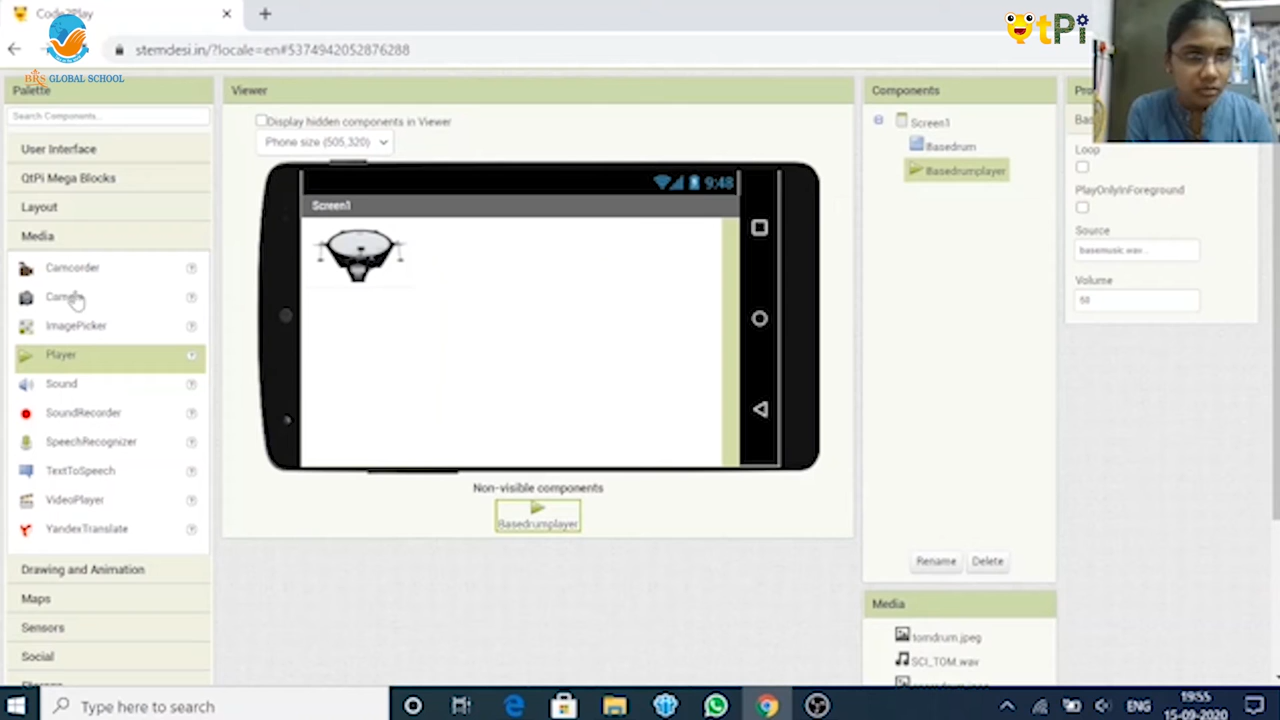 Code2Play
stemdesi.in/?locale=en#5374942052876288
BRS GLOBAL SCHOOL
QtPi
Palette
Search Components...
User Interface
QtPi Mega Blocks
Layout
Media
Camcorder
Camera
ImagePicker
Player
Sound
SoundRecorder
SpeechRecognizer
TextToSpeech
VideoPlayer
YandexTranslate
Drawing and Animation
Maps
Sensors
Social
Viewer
Display hidden components in Viewer
Phone size (505,320)
9:48
Screen1
Non-visible components
Basedrumplayer
Components
Screen1
Basedrum
Basedrumplayer
Rename
Delete
Media
tomdrum.jpeg
SCI_TOM.wav
Loop
PlayOnlyInForeground
Source
basemusic.wav...
Volume
50
Type here to search
ENG
19:55
15-09-2020